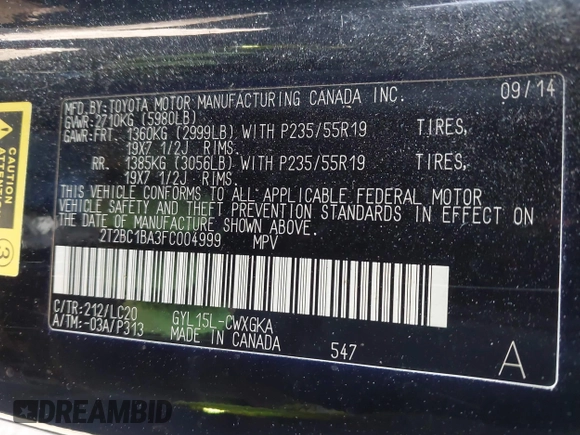 MFD.BY:TOYOTA MOTOR MANUFACTURING CANADA INC. 09/14
GVWR:2710KG (5980LB)
GAWR:FRT. 1360KG (2999LB) WITH P235/55R19 TIRES,
19X7 1/2J RIMS.
RR. 1385KG (3056LB) WITH P235/55R19 TIRES,
19X7 1/2J RIMS.
THIS VEHICLE CONFORMS TO ALL APPLICABLE FEDERAL MOTOR
VEHICLE SAFETY AND THEFT PREVENTION STANDARDS IN EFFECT ON
THE DATE OF MANUFACTURE SHOWN ABOVE.
2T2BC1BA3FC004999 MPV
C/TR:212/LC20 GYL15L-CWXGKA
A/TM:-03A/P313 MADE IN CANADA 547 A
CAUTION
ATTENTION
DREAMBID